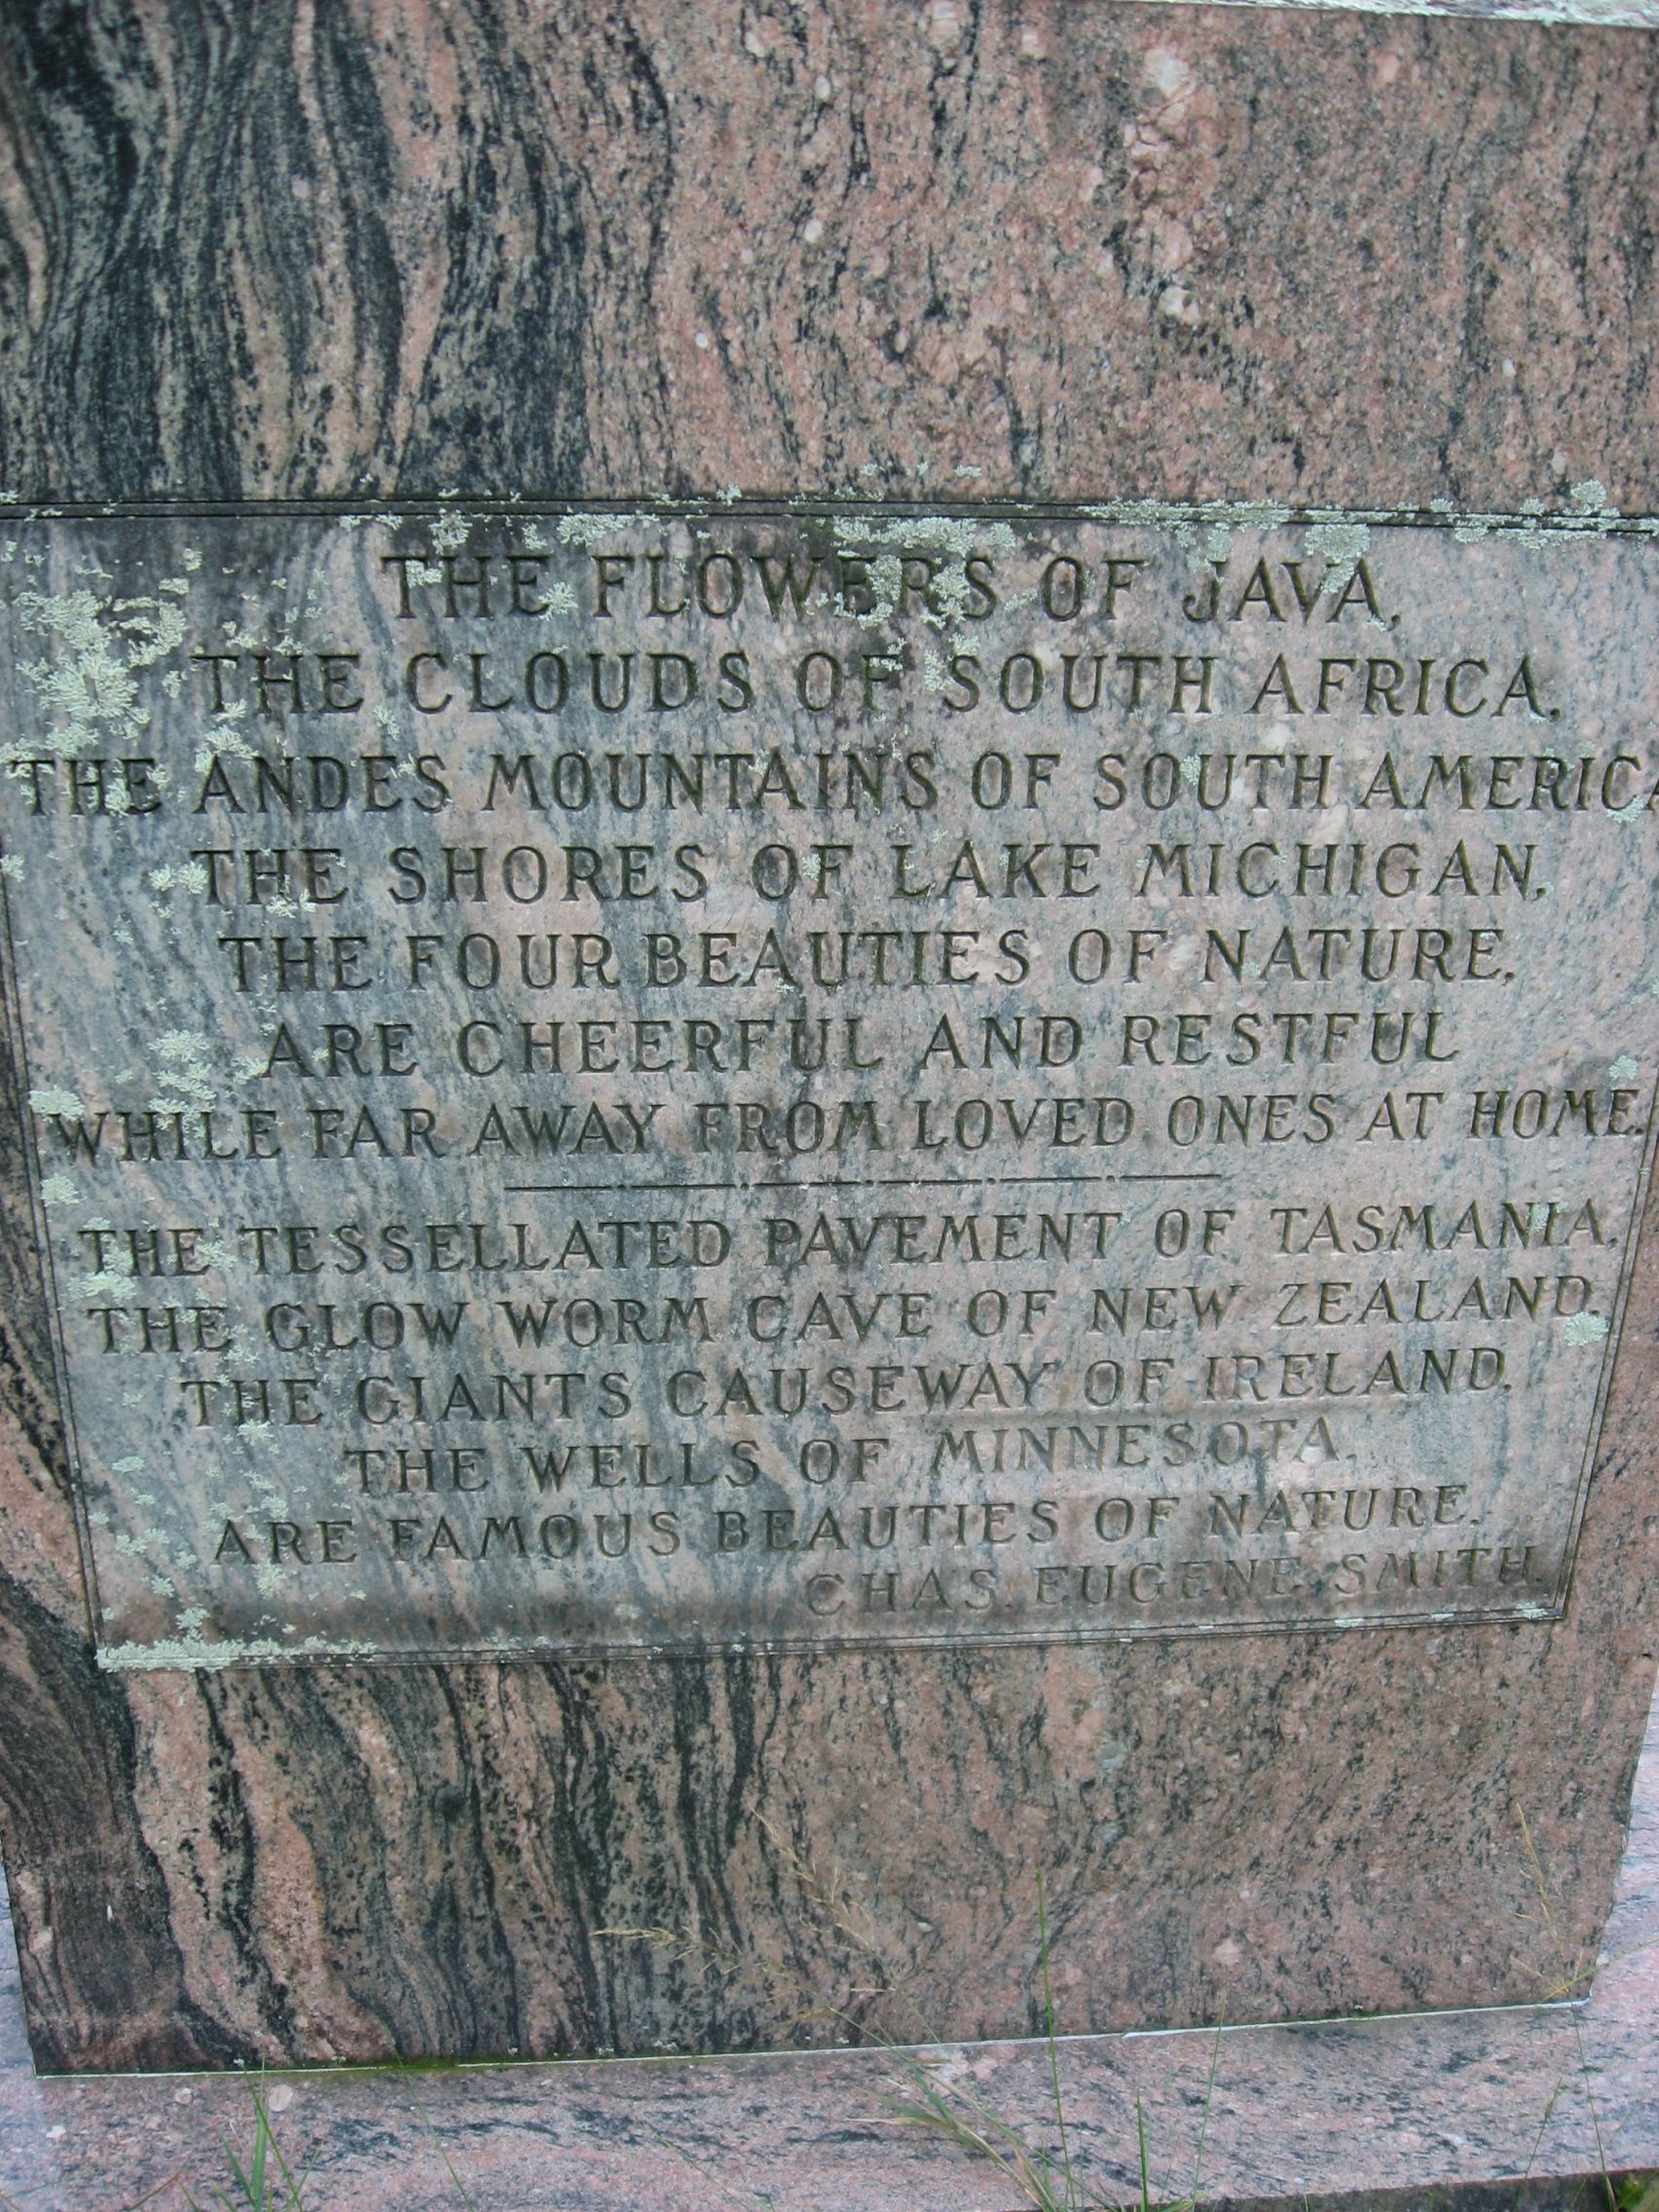 THE FLOWERS OF JAVA,
THE CLOUDS OF SOUTH AFRICA,
THE ANDES MOUNTAINS OF SOUTH AMERICA
THE SHORES OF LAKE MICHIGAN,
THE FOUR BEAUTIES OF NATURE,
ARE CHEERFUL AND RESTFUL
WHILE FAR AWAY FROM LOVED ONES AT HOME.
THE TESSELLATED PAVEMENT OF TASMANIA,
THE GLOW WORM CAVE OF NEW ZEALAND,
THE GIANTS CAUSEWAY OF IRELAND,
THE WELLS OF MINNESOTA,
ARE FAMOUS BEAUTIES OF NATURE.
CHAS. EUGENE SMITH.